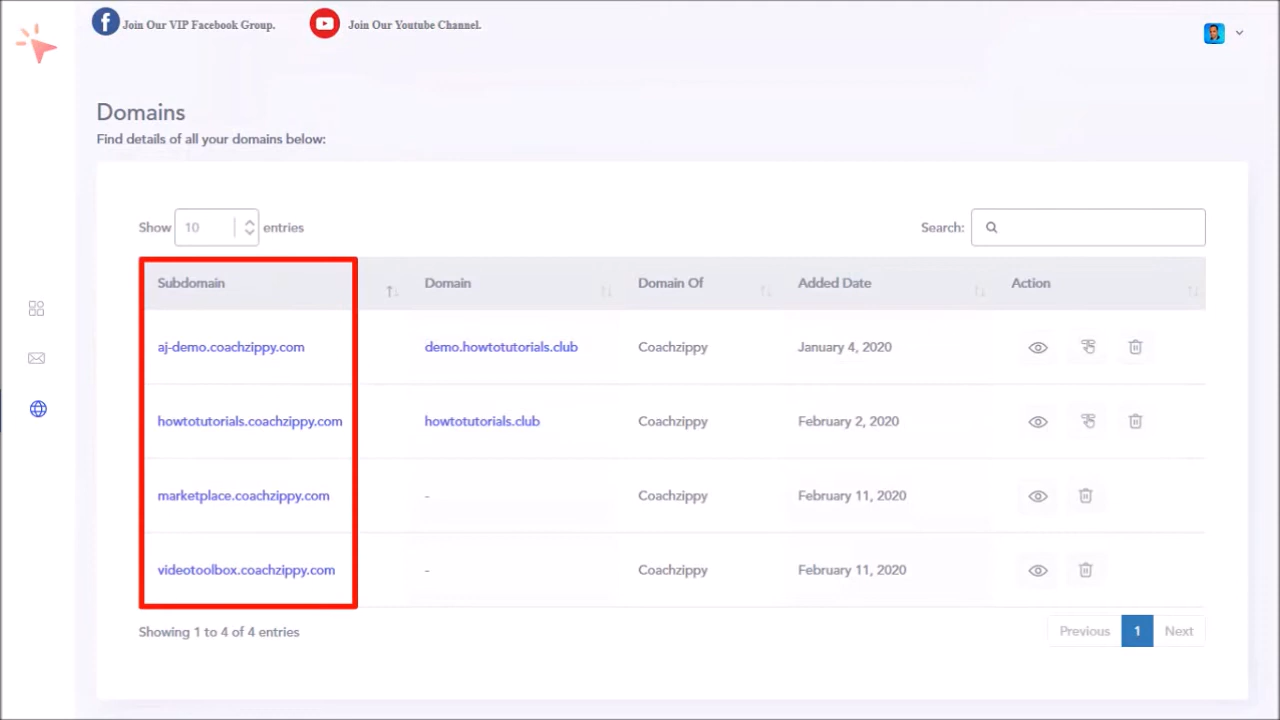 Join Our VIP Facebook Group. Join Our Youtube Channel.
Domains
Find details of all your domains below:
Show 10 entries Search:
Subdomain Domain Domain Of Added Date Action
aj-demo.coachzippy.com demo.howtotutorials.club Coachzippy January 4, 2020
howtotutorials.coachzippy.com howtotutorials.club Coachzippy February 2, 2020
marketplace.coachzippy.com - Coachzippy February 11, 2020
videotoolbox.coachzippy.com - Coachzippy February 11, 2020
Showing 1 to 4 of 4 entries Previous 1 Next